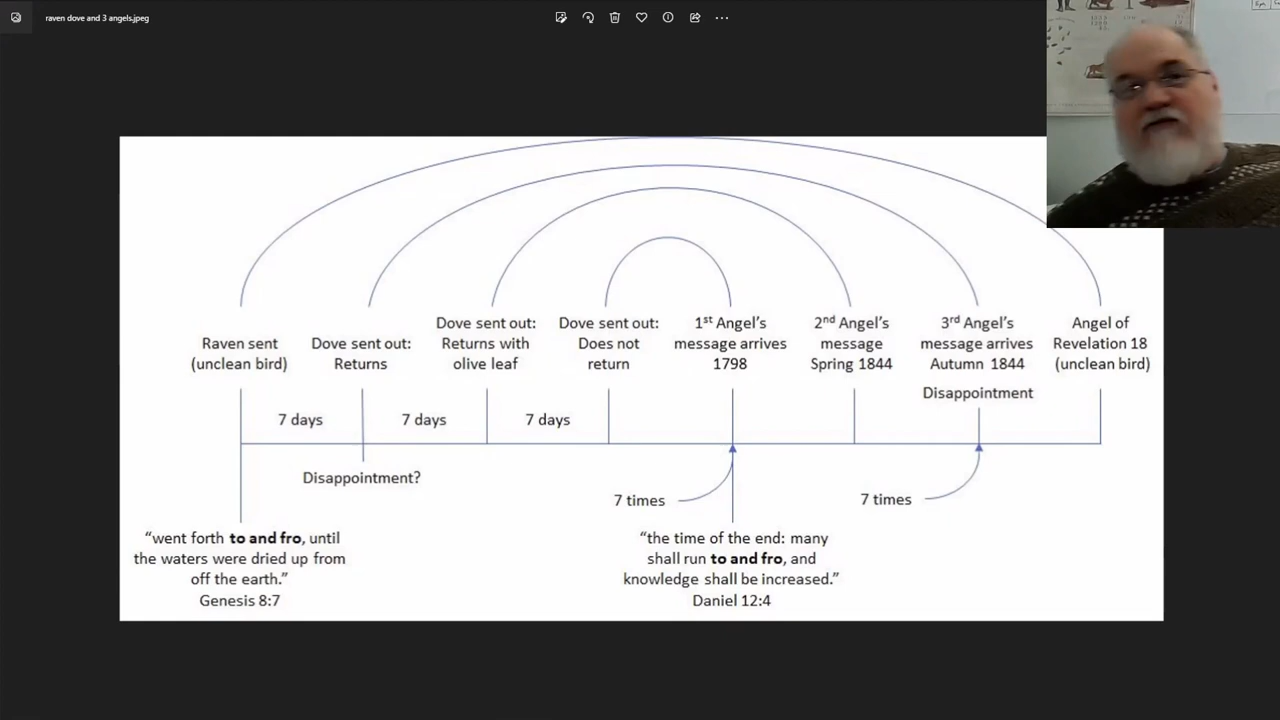 raven dove and 3 angels.jpeg
Raven sent
(unclean bird)
Dove sent out:
Returns
Dove sent out:
Returns with
olive leaf
Dove sent out:
Does not
return
1st Angel’s
message arrives
1798
2nd Angel’s
message
Spring 1844
3rd Angel’s
message arrives
Autumn 1844
Disappointment
Angel of
Revelation 18
(unclean bird)
7 days
7 days
7 days
Disappointment?
7 times
7 times
“went forth to and fro, until
the waters were dried up from
off the earth.”
Genesis 8:7
“the time of the end: many
shall run to and fro, and
knowledge shall be increased.”
Daniel 12:4